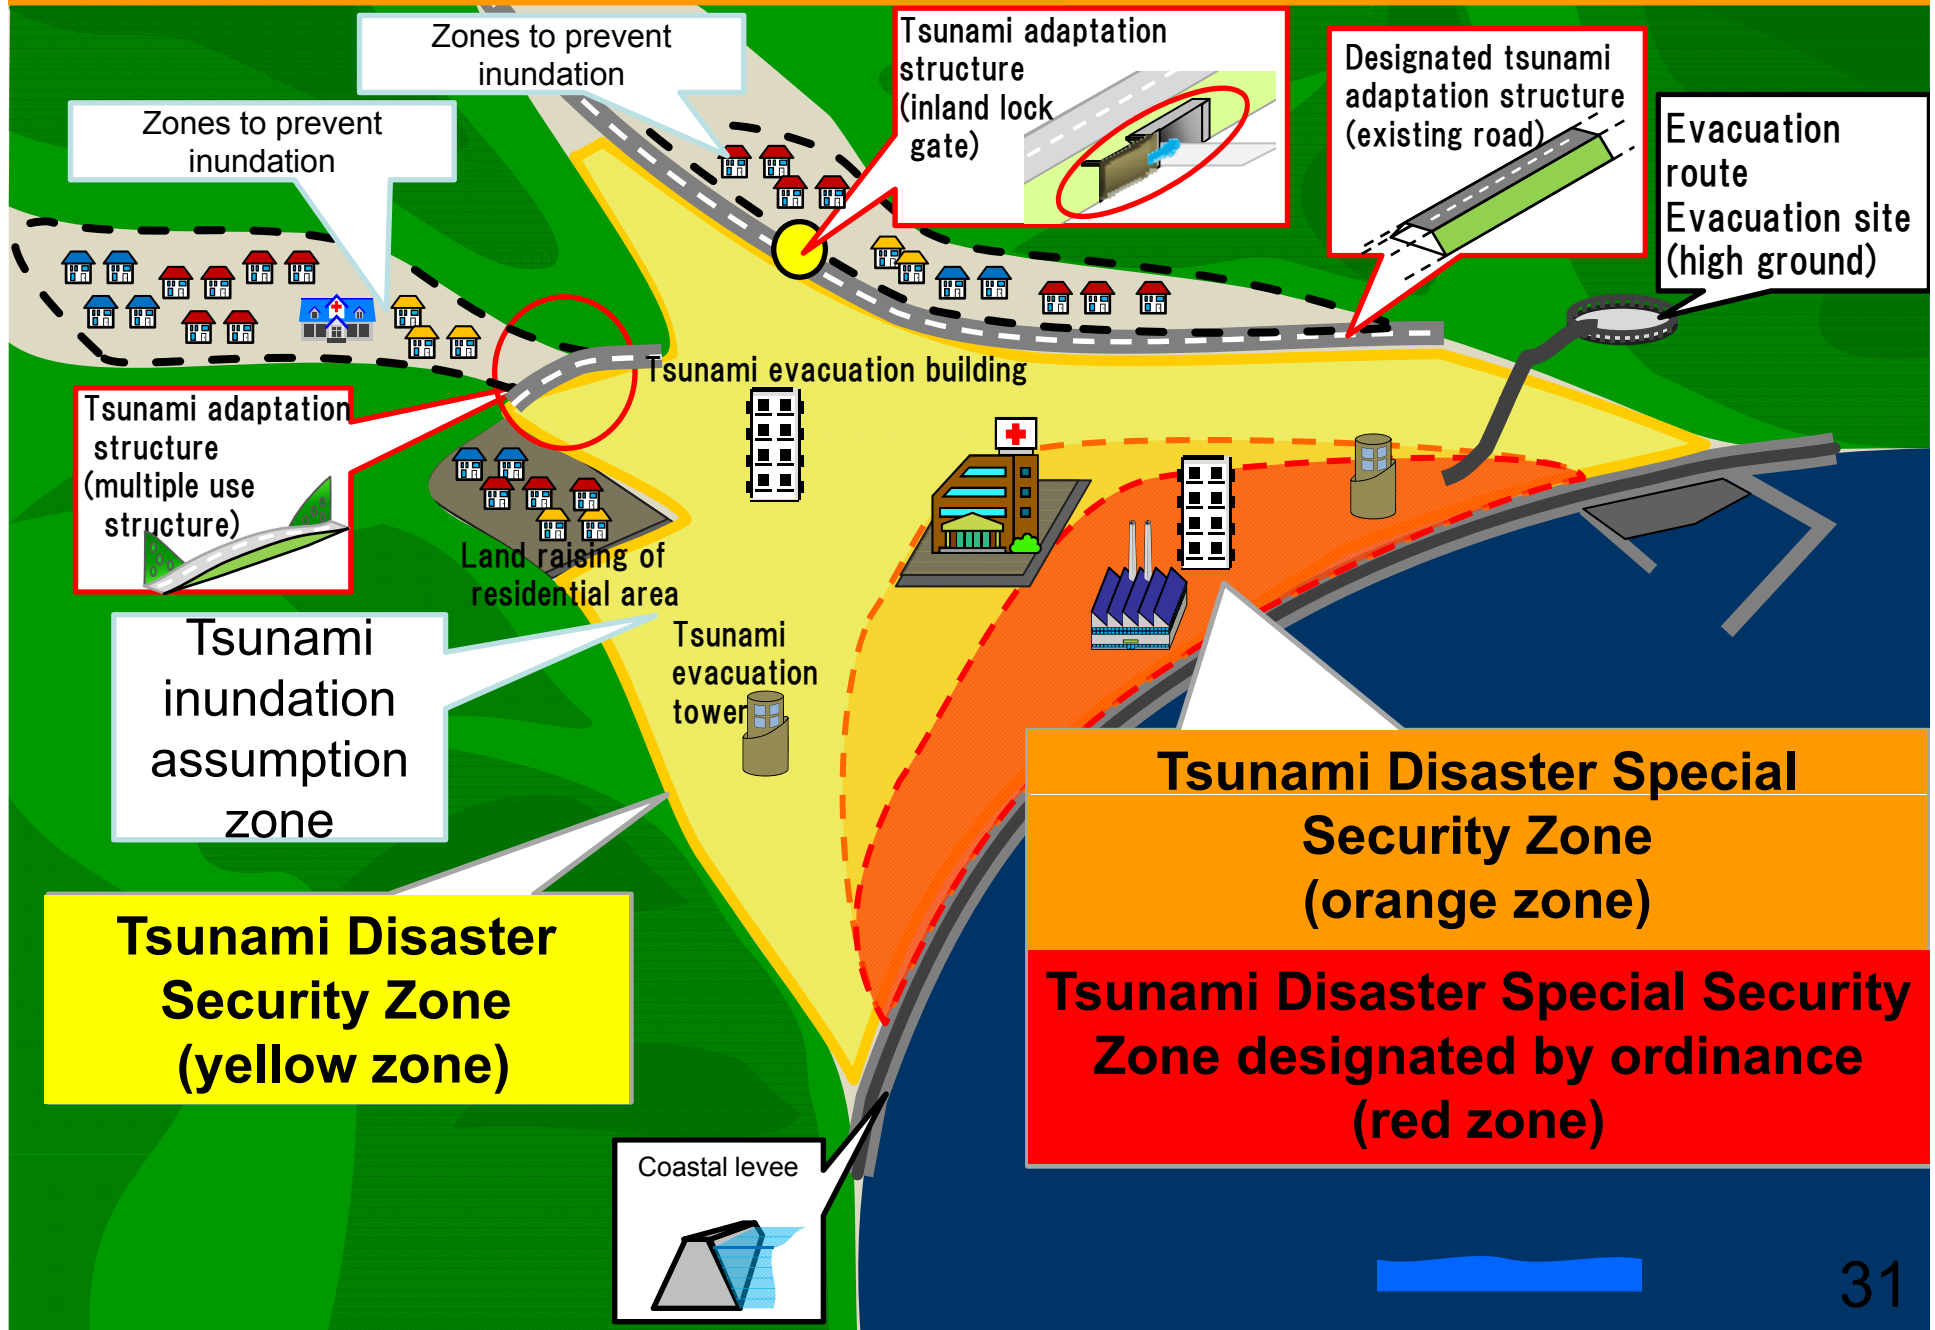 Zones to prevent
inundation
Zones to prevent
inundation
Tsunami adaptation
structure
(inland lock
gate)
Designated tsunami
adaptation structure
(existing road)
Evacuation
route
Evacuation site
(high ground)
Tsunami evacuation building
Tsunami adaptation
structure
(multiple use
structure)
Land raising of
residential area
Tsunami
inundation
assumption
zone
Tsunami
evacuation
tower
Tsunami Disaster Special
Security Zone
(orange zone)
Tsunami Disaster
Security Zone
(yellow zone)
Tsunami Disaster Special Security
Zone designated by ordinance
(red zone)
Coastal levee
31